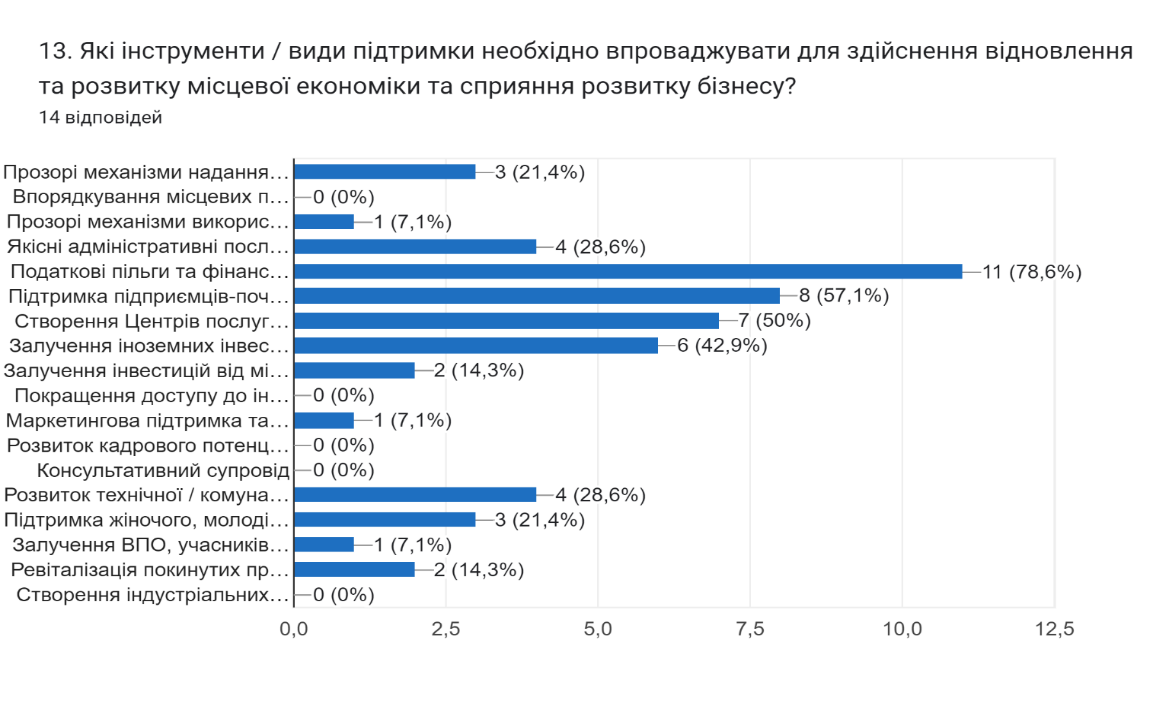 13. Які інструменти / види підтримки необхідно впроваджувати для здійснення відновлення
та розвитку місцевої економіки та сприяння розвитку бізнесу?
14 відповідей
Прозорі механізми надання… 3 (21,4%)
Впорядкування місцевих п… 0 (0%)
Прозорі механізми викорис… 1 (7,1%)
Якісні адміністративні посл… 4 (28,6%)
Податкові пільги та фінанс… 11 (78,6%)
Підтримка підприємців-поч… 8 (57,1%)
Створення Центрів послуг… 7 (50%)
Залучення іноземних інвес… 6 (42,9%)
Залучення інвестицій від мі… 2 (14,3%)
Покращення доступу до ін… 0 (0%)
Маркетингова підтримка та… 1 (7,1%)
Розвиток кадрового потенц… 0 (0%)
Консультативний супровід 0 (0%)
Розвиток технічної / комуна… 4 (28,6%)
Підтримка жіночого, молоді… 3 (21,4%)
Залучення ВПО, учасників… 1 (7,1%)
Ревіталізація покинутих пр… 2 (14,3%)
Створення індустріальних… 0 (0%)
0,0 2,5 5,0 7,5 10,0 12,5